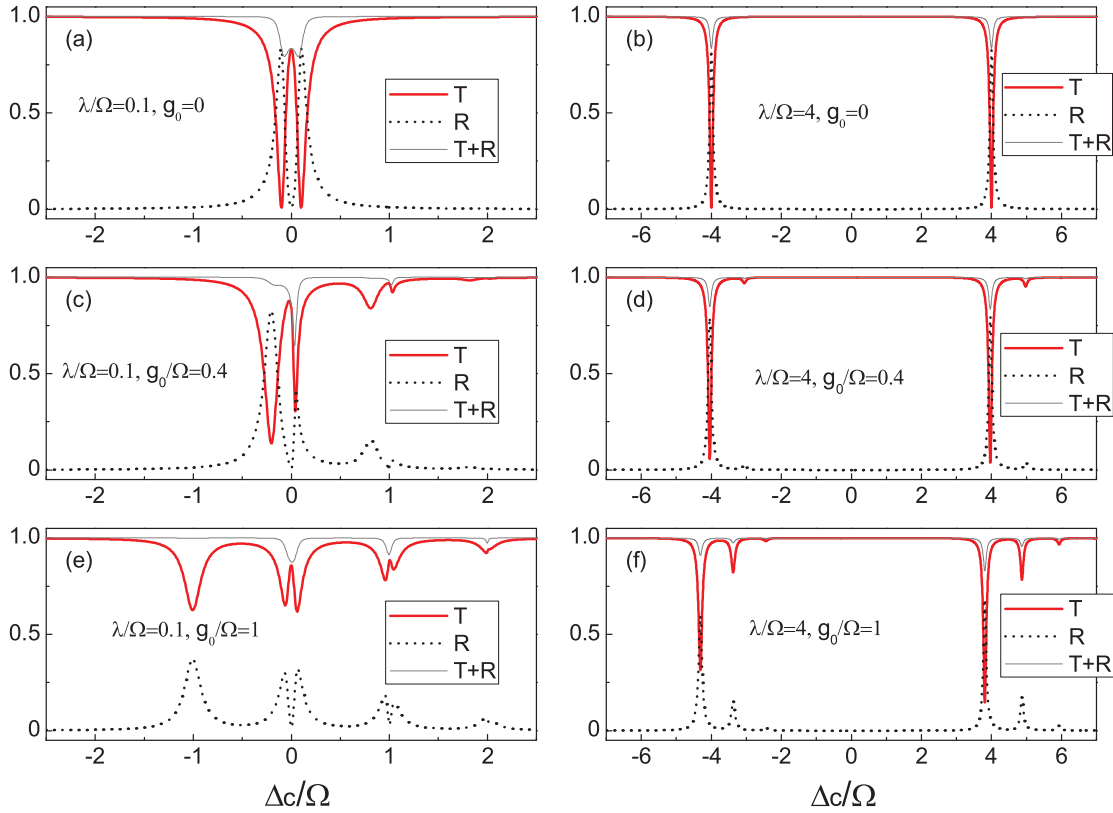 1.0
(a)
λ/Ω=0.1, g₀=0
0.5
T
R
T+R
0
-2 -1 0 1 2
(b)
λ/Ω=4, g₀=0
T
R
T+R
1.0
0.5
0
-6 -4 -2 0 2 4 6
1.0
(c)
λ/Ω=0.1, g₀/Ω=0.4
0.5
T
R
T+R
0
-2 -1 0 1 2
(d)
λ/Ω=4, g₀/Ω=0.4
T
R
T+R
1.0
0.5
0
-6 -4 -2 0 2 4 6
1.0
(e)
λ/Ω=0.1, g₀/Ω=1
0.5
T
R
T+R
0
-2 -1 0 1 2
Δc/Ω
(f)
λ/Ω=4, g₀/Ω=1
T
R
T+R
1.0
0.5
0
-6 -4 -2 0 2 4 6
Δc/Ω